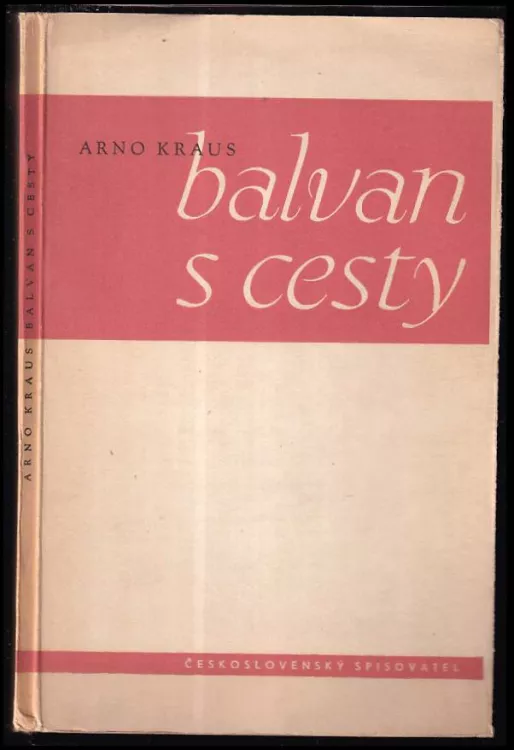 ARNO KRAUS
balvan
s cesty
ČESKOSLOVENSKÝ SPISOVATEL
ARNO KRAUS BALVAN S CESTY